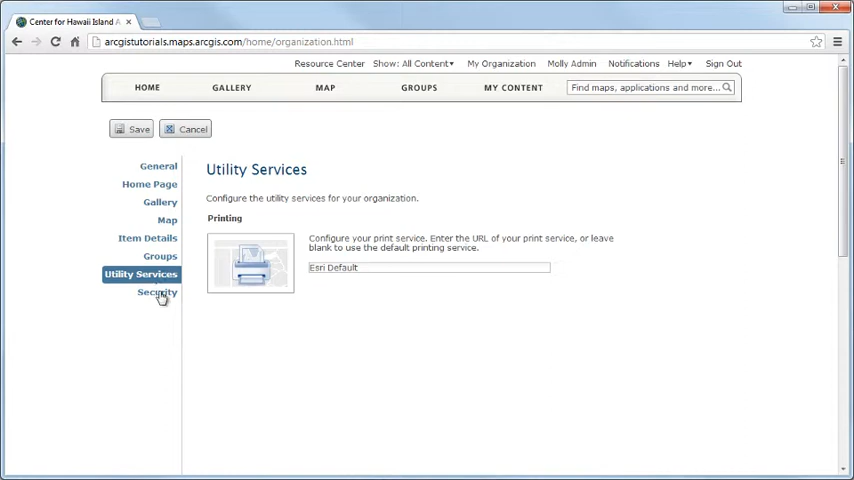 Center for Hawaii Island A
arcgistutorials.maps.arcgis.com/home/organization.html
Resource Center Show: All Content My Organization Molly Admin Notifications Help Sign Out
HOME GALLERY MAP GROUPS MY CONTENT Find maps, applications and more...
Save Cancel
General
Home Page
Gallery
Map
Item Details
Groups
Utility Services
Security
Utility Services
Configure the utility services for your organization.
Printing
Configure your print service. Enter the URL of your print service, or leave
blank to use the default printing service.
Esri Default